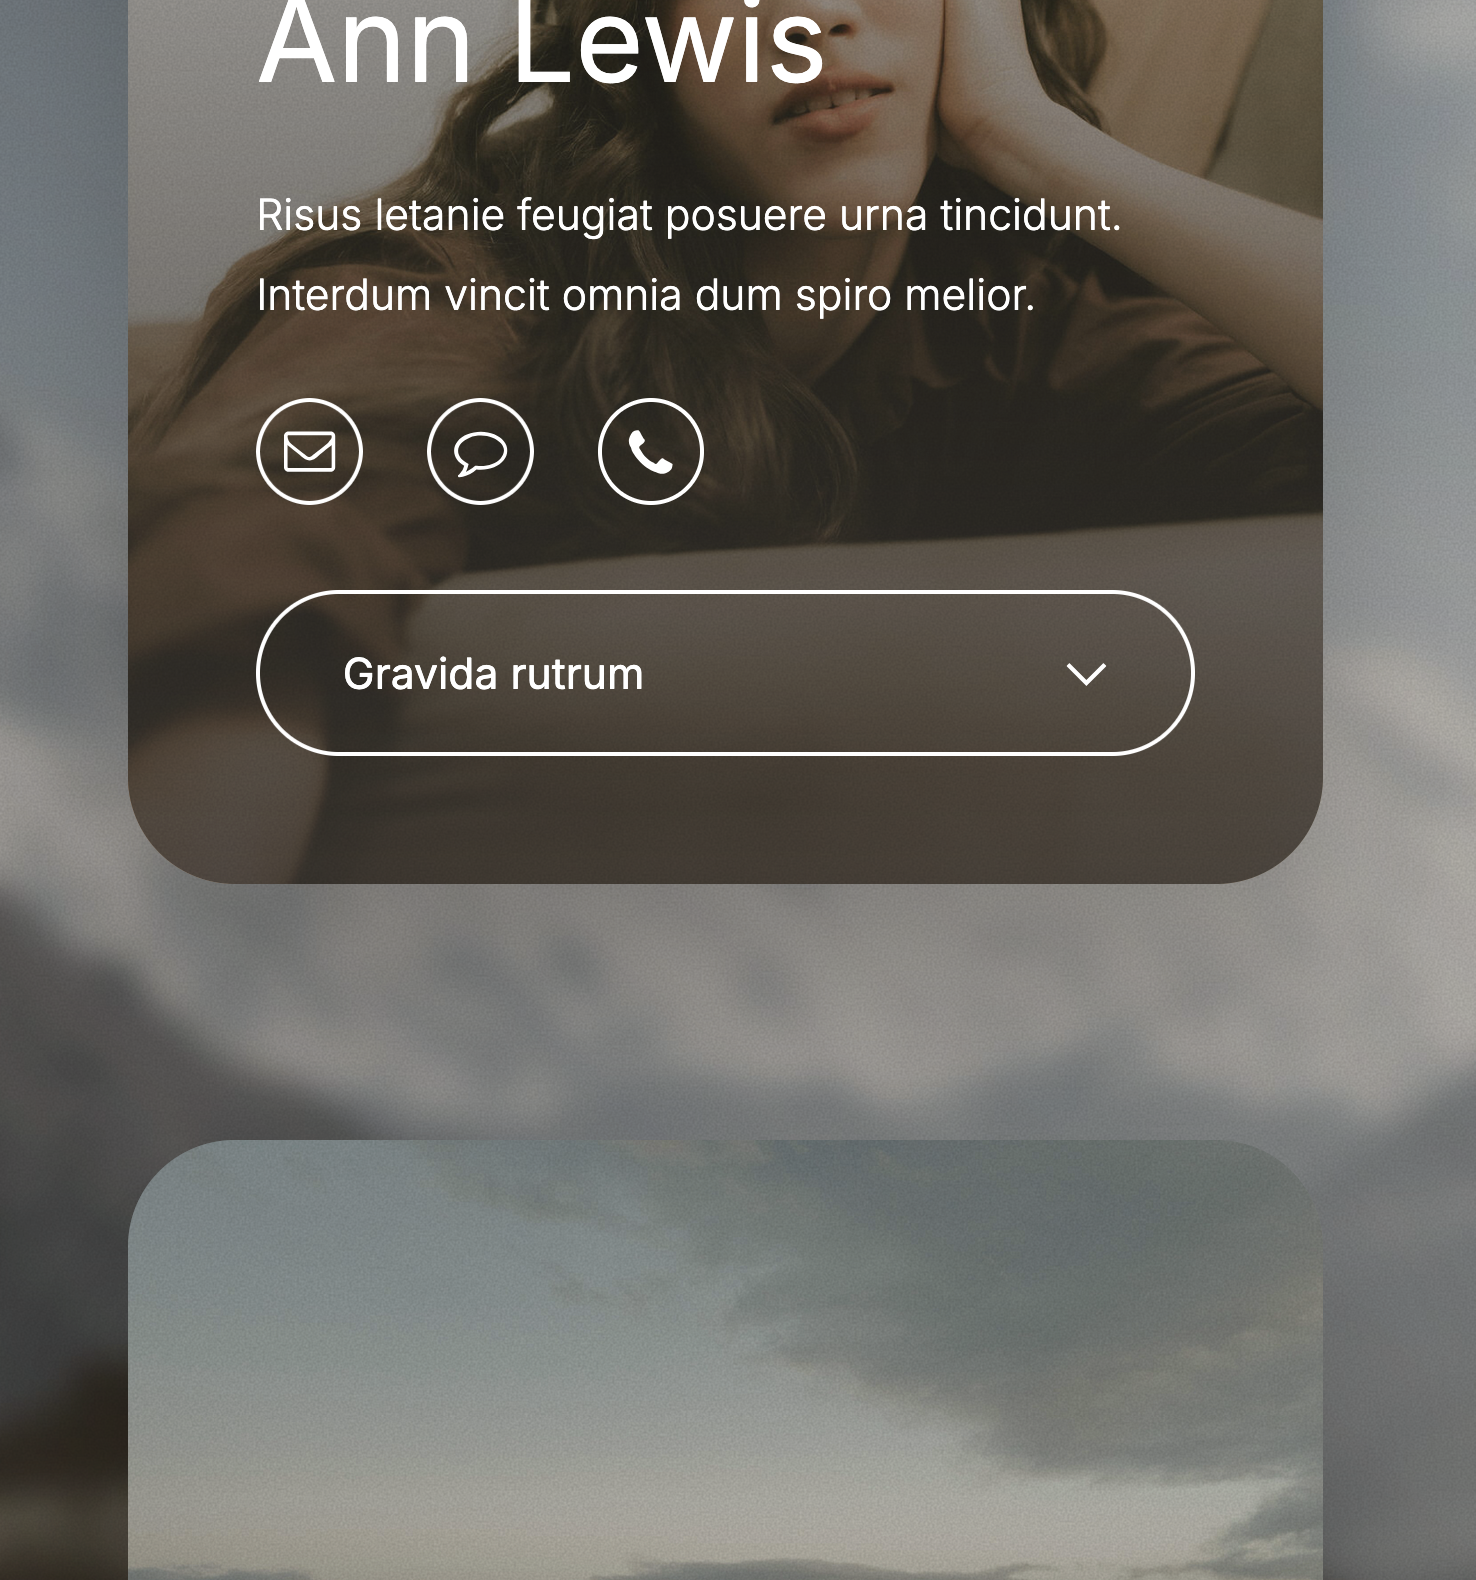 Ann Lewis
Risus letanie feugiat posuere urna tincidunt.
Interdum vincit omnia dum spiro melior.
Gravida rutrum